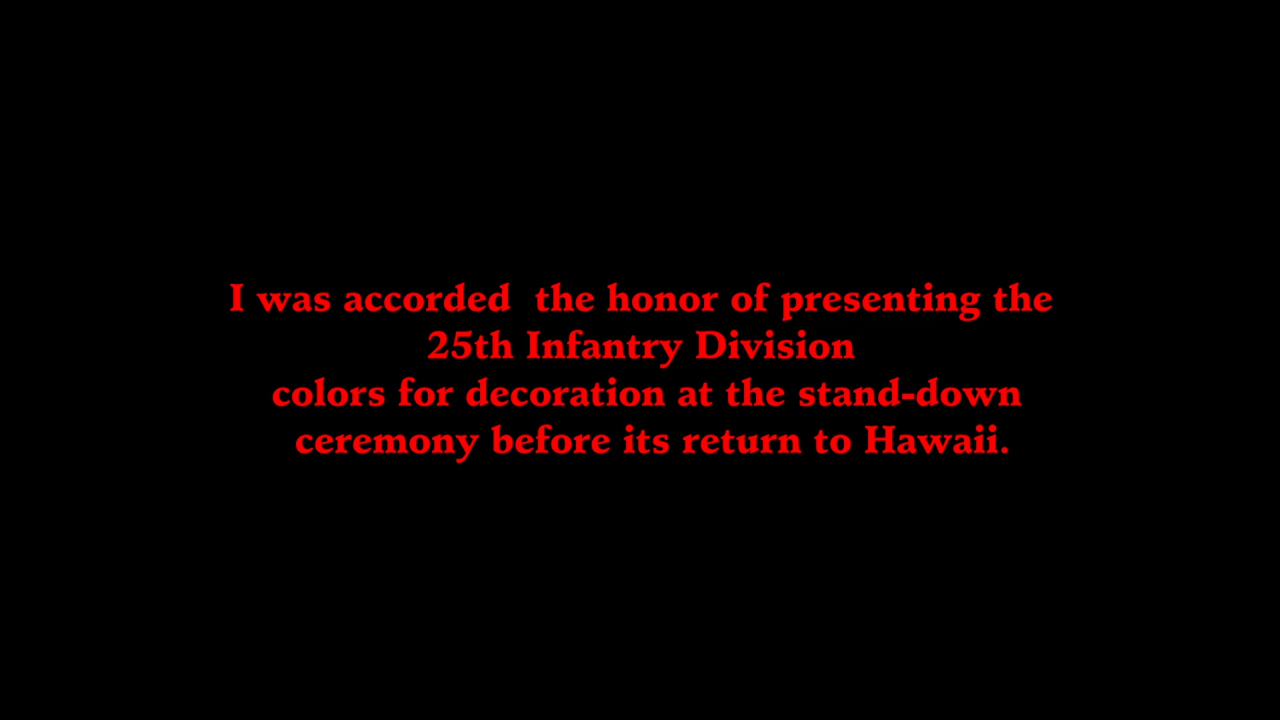 I was accorded  the honor of presenting the
25th Infantry Division
colors for decoration at the stand-down
ceremony before its return to Hawaii.